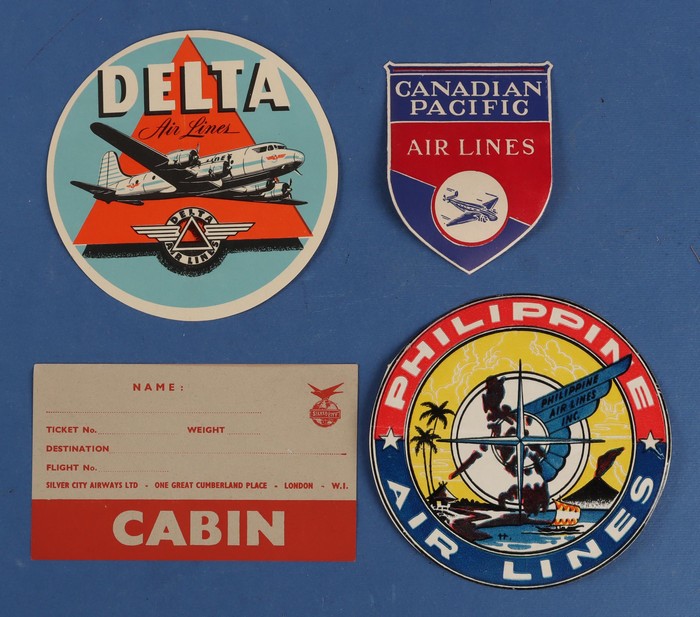 DELTA
Air Lines
DELTA
AIR LINES
CANADIAN
PACIFIC
AIR LINES
NAME:
TICKET No.
WEIGHT
DESTINATION
FLIGHT No.
SILVER CITY AIRWAYS LTD - ONE GREAT CUMBERLAND PLACE - LONDON - W.I.
CABIN
PHILIPPINE
PHILIPPINE
AIR LINES
INC.
AIR LINES